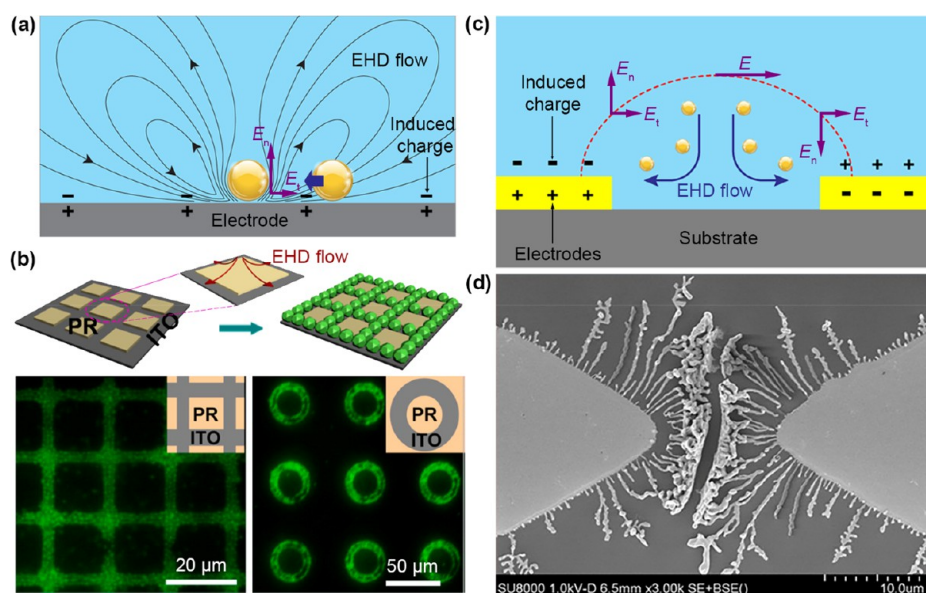 (a)
EHD flow
Induced
charge
En
Et
- - - -
+ + + +
Electrode
(b)
EHD flow
PR
ITO
PR
ITO
20 µm
PR
ITO
50 µm
(c)
E
En
Et
Induced
charge
Et
En
- - -
+ + +
EHD flow
+ + +
- - -
Electrodes
Substrate
(d)
SU8000 1.0kV-D 6.5mm x3.00k SE+BSE()
10.0um